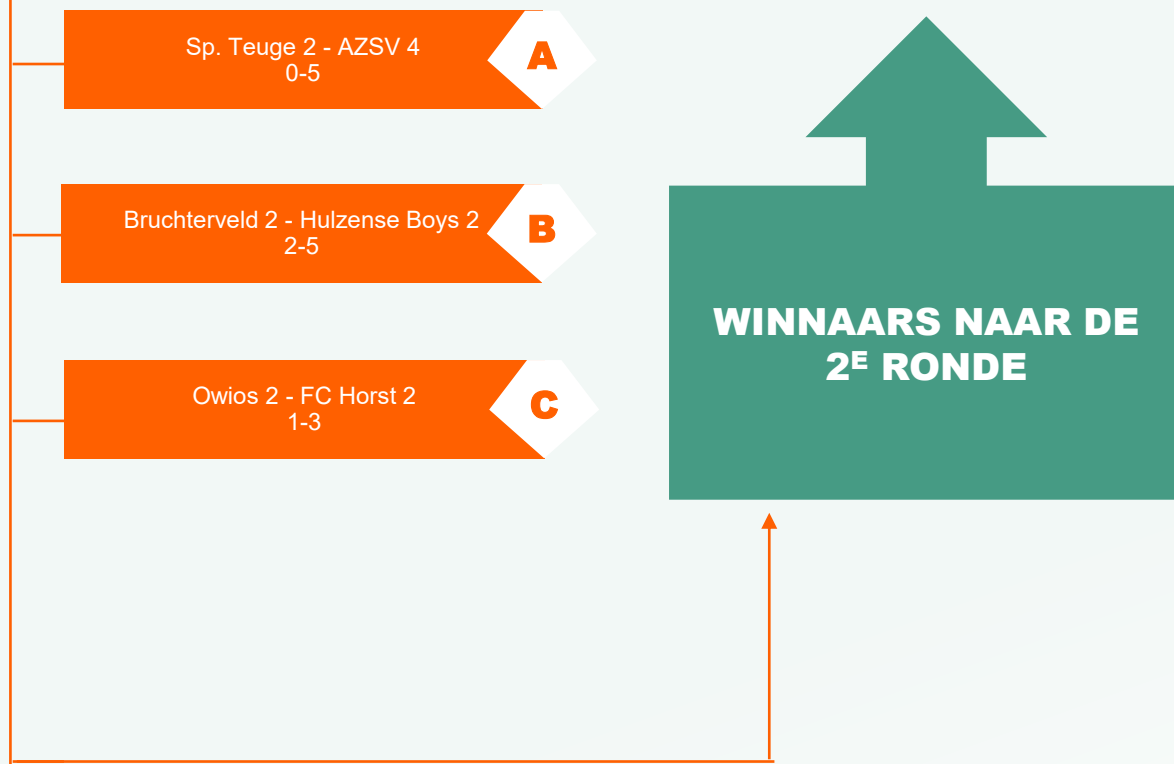 Sp. Teuge 2 - AZSV 4
0-5
A
Bruchterveld 2 - Hulzense Boys 2
2-5
B
Owios 2 - FC Horst 2
1-3
C
WINNAARS NAAR DE
2E RONDE